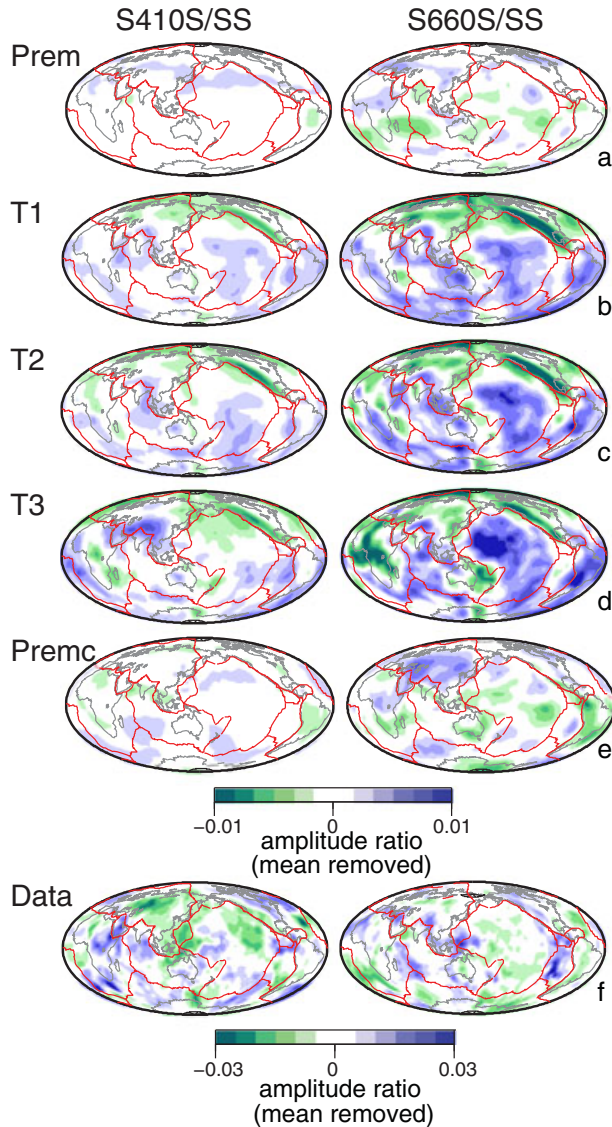 S410S/SS S660S/SS
Prem
a
T1
b
T2
c
T3
d
Premc
e
−0.01 0 0.01
amplitude ratio
(mean removed)
Data
f
−0.03 0 0.03
amplitude ratio
(mean removed)